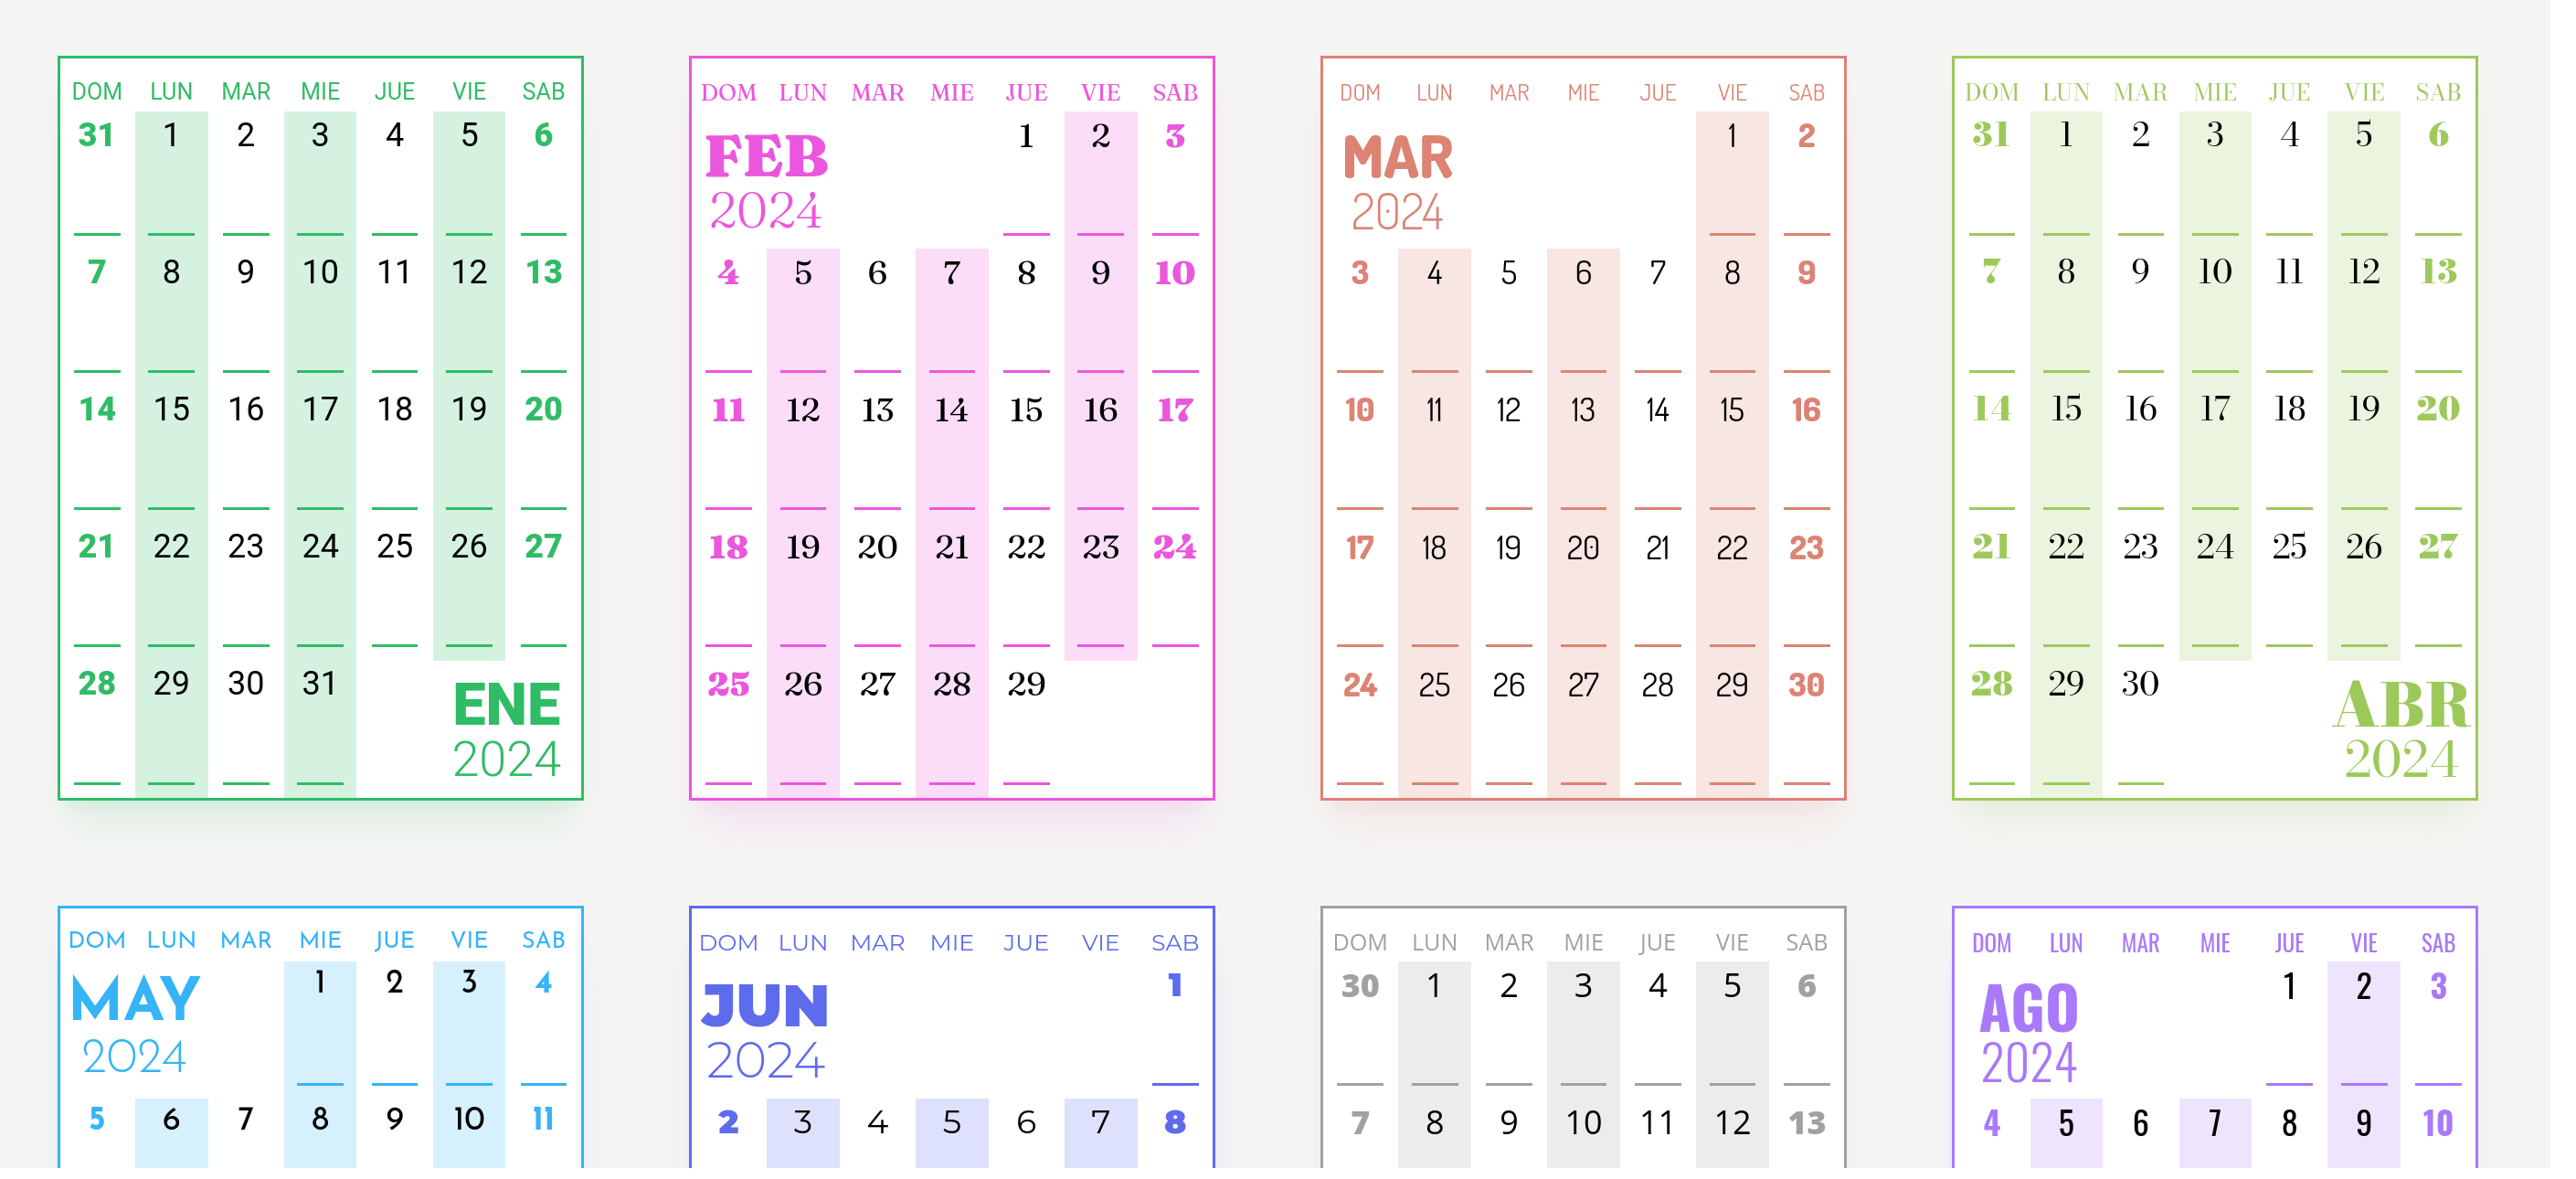 DOM LUN MAR MIE JUE VIE SAB
31 1 2 3 4 5 6
7 8 9 10 11 12 13
14 15 16 17 18 19 20
21 22 23 24 25 26 27
28 29 30 31
ENE
2024
DOM LUN MAR MIE JUE VIE SAB
FEB
2024
1 2 3
4 5 6 7 8 9 10
11 12 13 14 15 16 17
18 19 20 21 22 23 24
25 26 27 28 29
DOM LUN MAR MIE JUE VIE SAB
MAR
2024
1 2
3 4 5 6 7 8 9
10 11 12 13 14 15 16
17 18 19 20 21 22 23
24 25 26 27 28 29 30
DOM LUN MAR MIE JUE VIE SAB
31 1 2 3 4 5 6
7 8 9 10 11 12 13
14 15 16 17 18 19 20
21 22 23 24 25 26 27
28 29 30
ABR
2024
DOM LUN MAR MIE JUE VIE SAB
MAY
2024
1 2 3 4
5 6 7 8 9 10 11
DOM LUN MAR MIE JUE VIE SAB
JUN
2024
1
2 3 4 5 6 7 8
DOM LUN MAR MIE JUE VIE SAB
30 1 2 3 4 5 6
7 8 9 10 11 12 13
DOM LUN MAR MIE JUE VIE SAB
AGO
2024
1 2 3
4 5 6 7 8 9 10